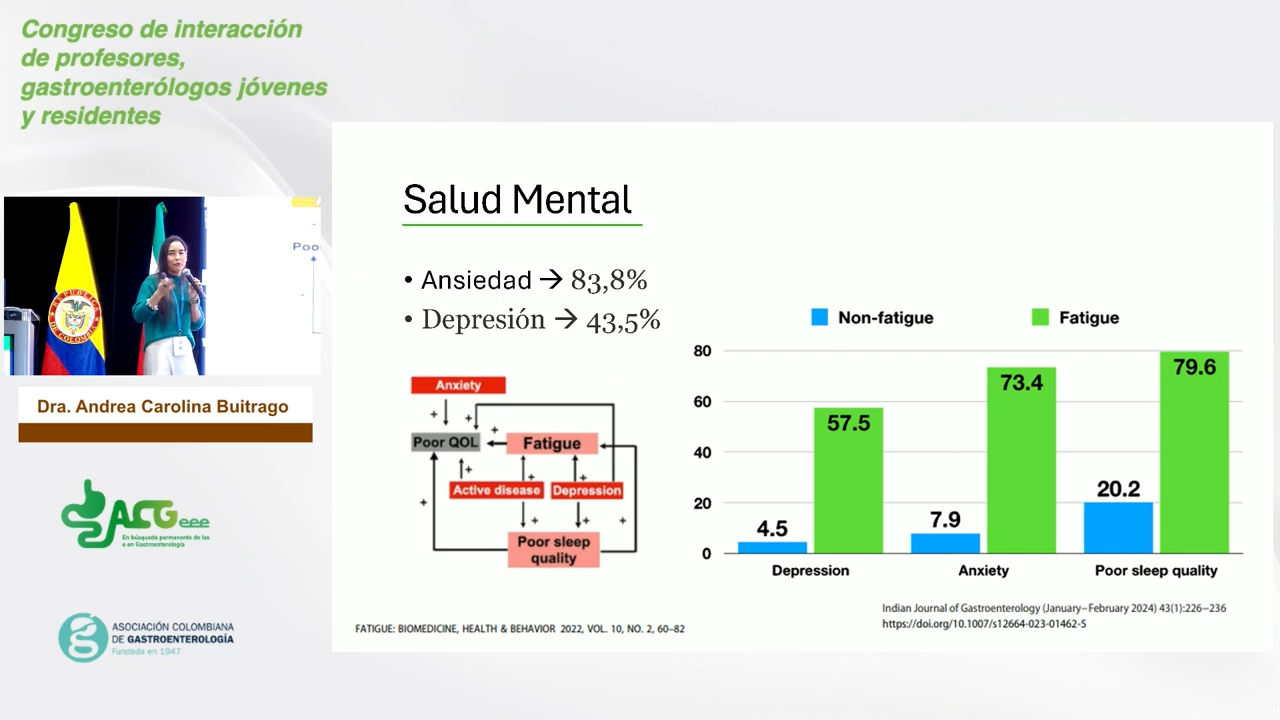 Congreso de interacción
de profesores,
gastroenterólogos jóvenes
y residentes
Poo
REPUBLICA
DE COLOMBIA
Dra. Andrea Carolina Buitrago
ACG eee
En búsqueda permanente de las
e en Gastroenterología
ASOCIACIÓN COLOMBIANA
DE GASTROENTEROLOGÍA
Fundada en 1947
Salud Mental
• Ansiedad → 83,8%
• Depresión → 43,5%
Anxiety
+
+
+
Poor QOL
Fatigue
+
+
+
Active disease
Depression
+
+
+
+
Poor sleep
quality
FATIGUE: BIOMEDICINE, HEALTH & BEHAVIOR 2022, VOL. 10, NO. 2, 60–82
Non-fatigue
Fatigue
80
60
40
20
0
4.5
57.5
7.9
73.4
20.2
79.6
Depression
Anxiety
Poor sleep quality
Indian Journal of Gastroenterology (January–February 2024) 43(1):226–236
https://doi.org/10.1007/s12664-023-01462-5